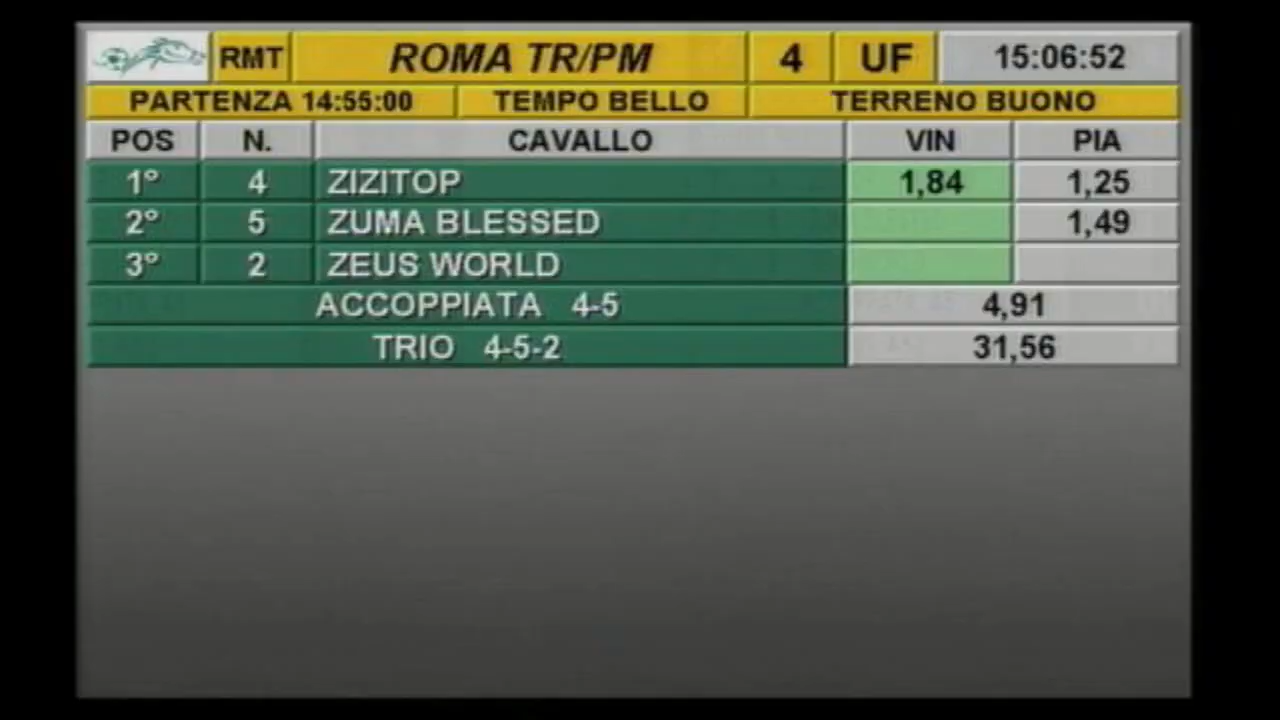 RMT ROMA TR/PM 4 UF 15:06:52
PARTENZA 14:55:00 TEMPO BELLO TERRENO BUONO
POS N. CAVALLO VIN PIA
1° 4 ZIZITOP 1,84 1,25
2° 5 ZUMA BLESSED 1,49
3° 2 ZEUS WORLD
ACCOPPIATA 4-5 4,91
TRIO 4-5-2 31,56